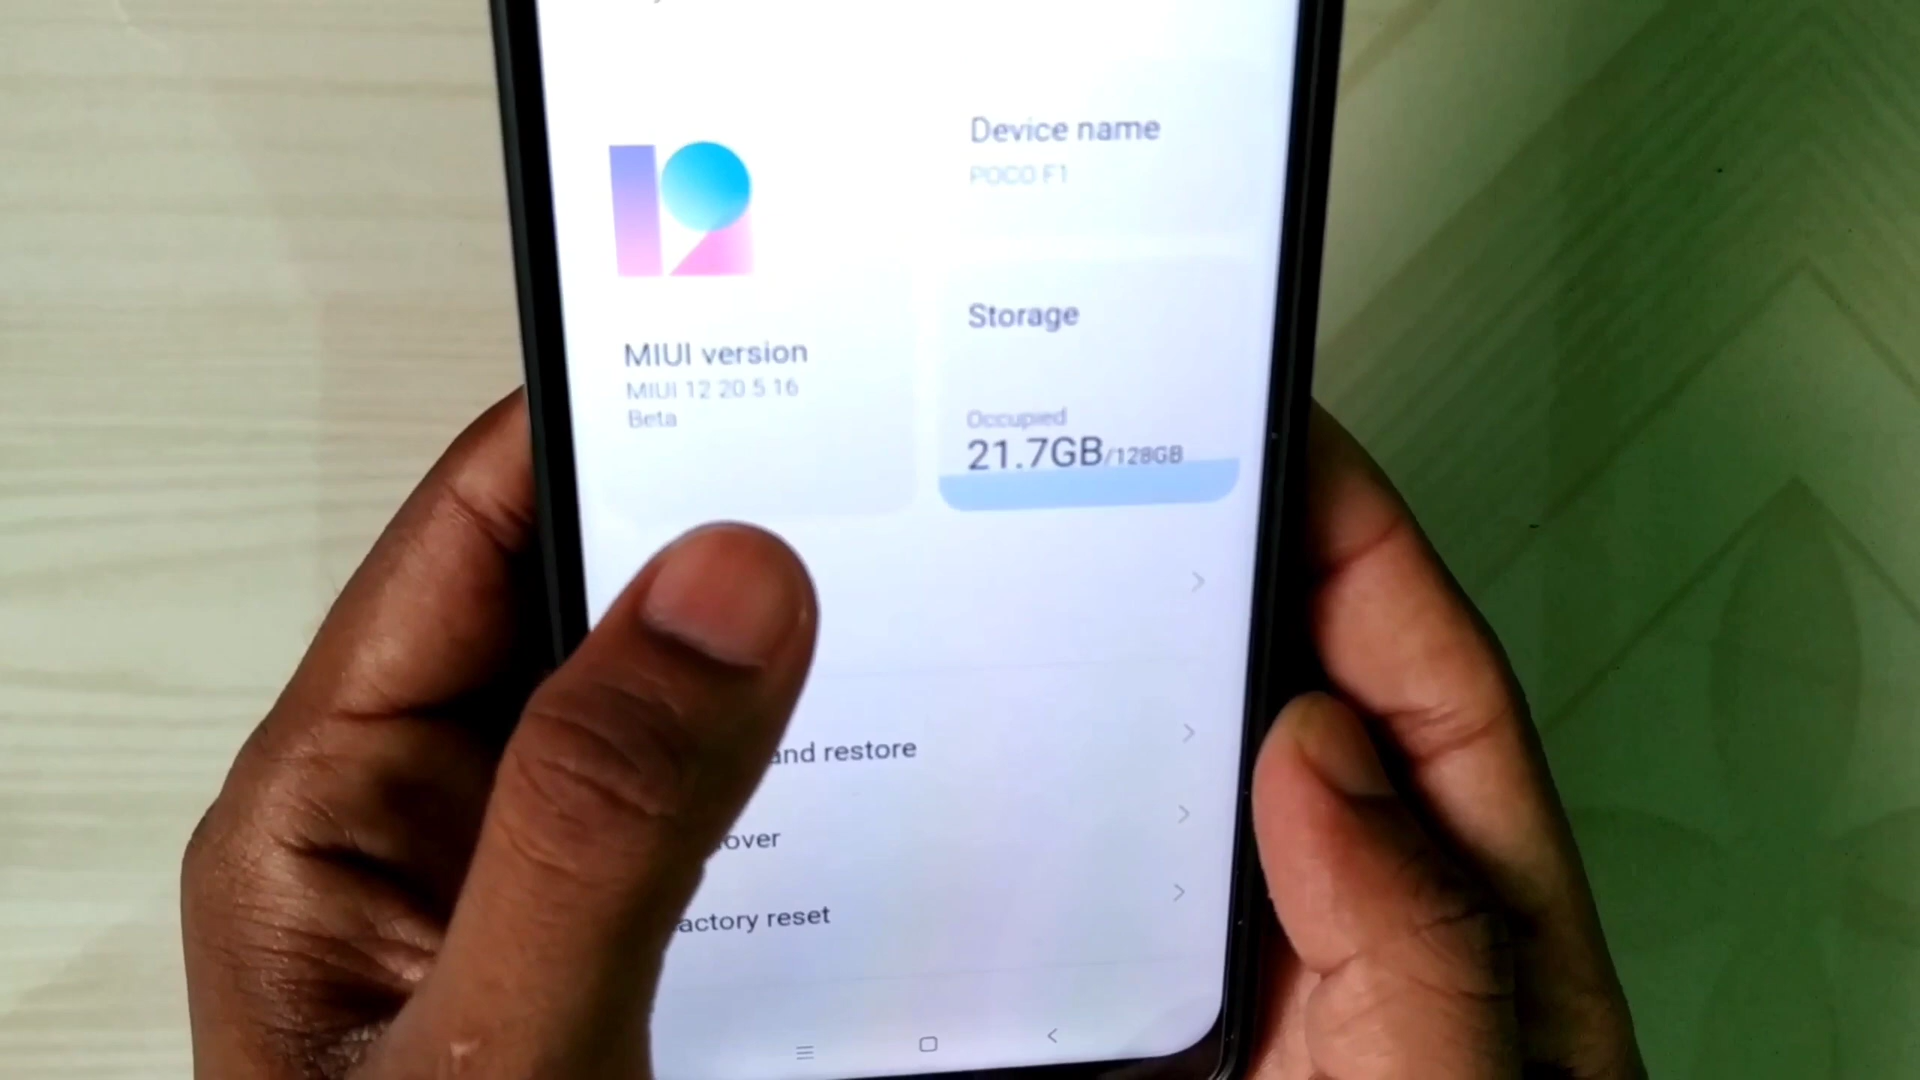 Device name
POCO F1
MIUI version
MIUI 12 20 5 16
Beta
Storage
Occupied
21.7GB/128GB
and restore
over
actory reset